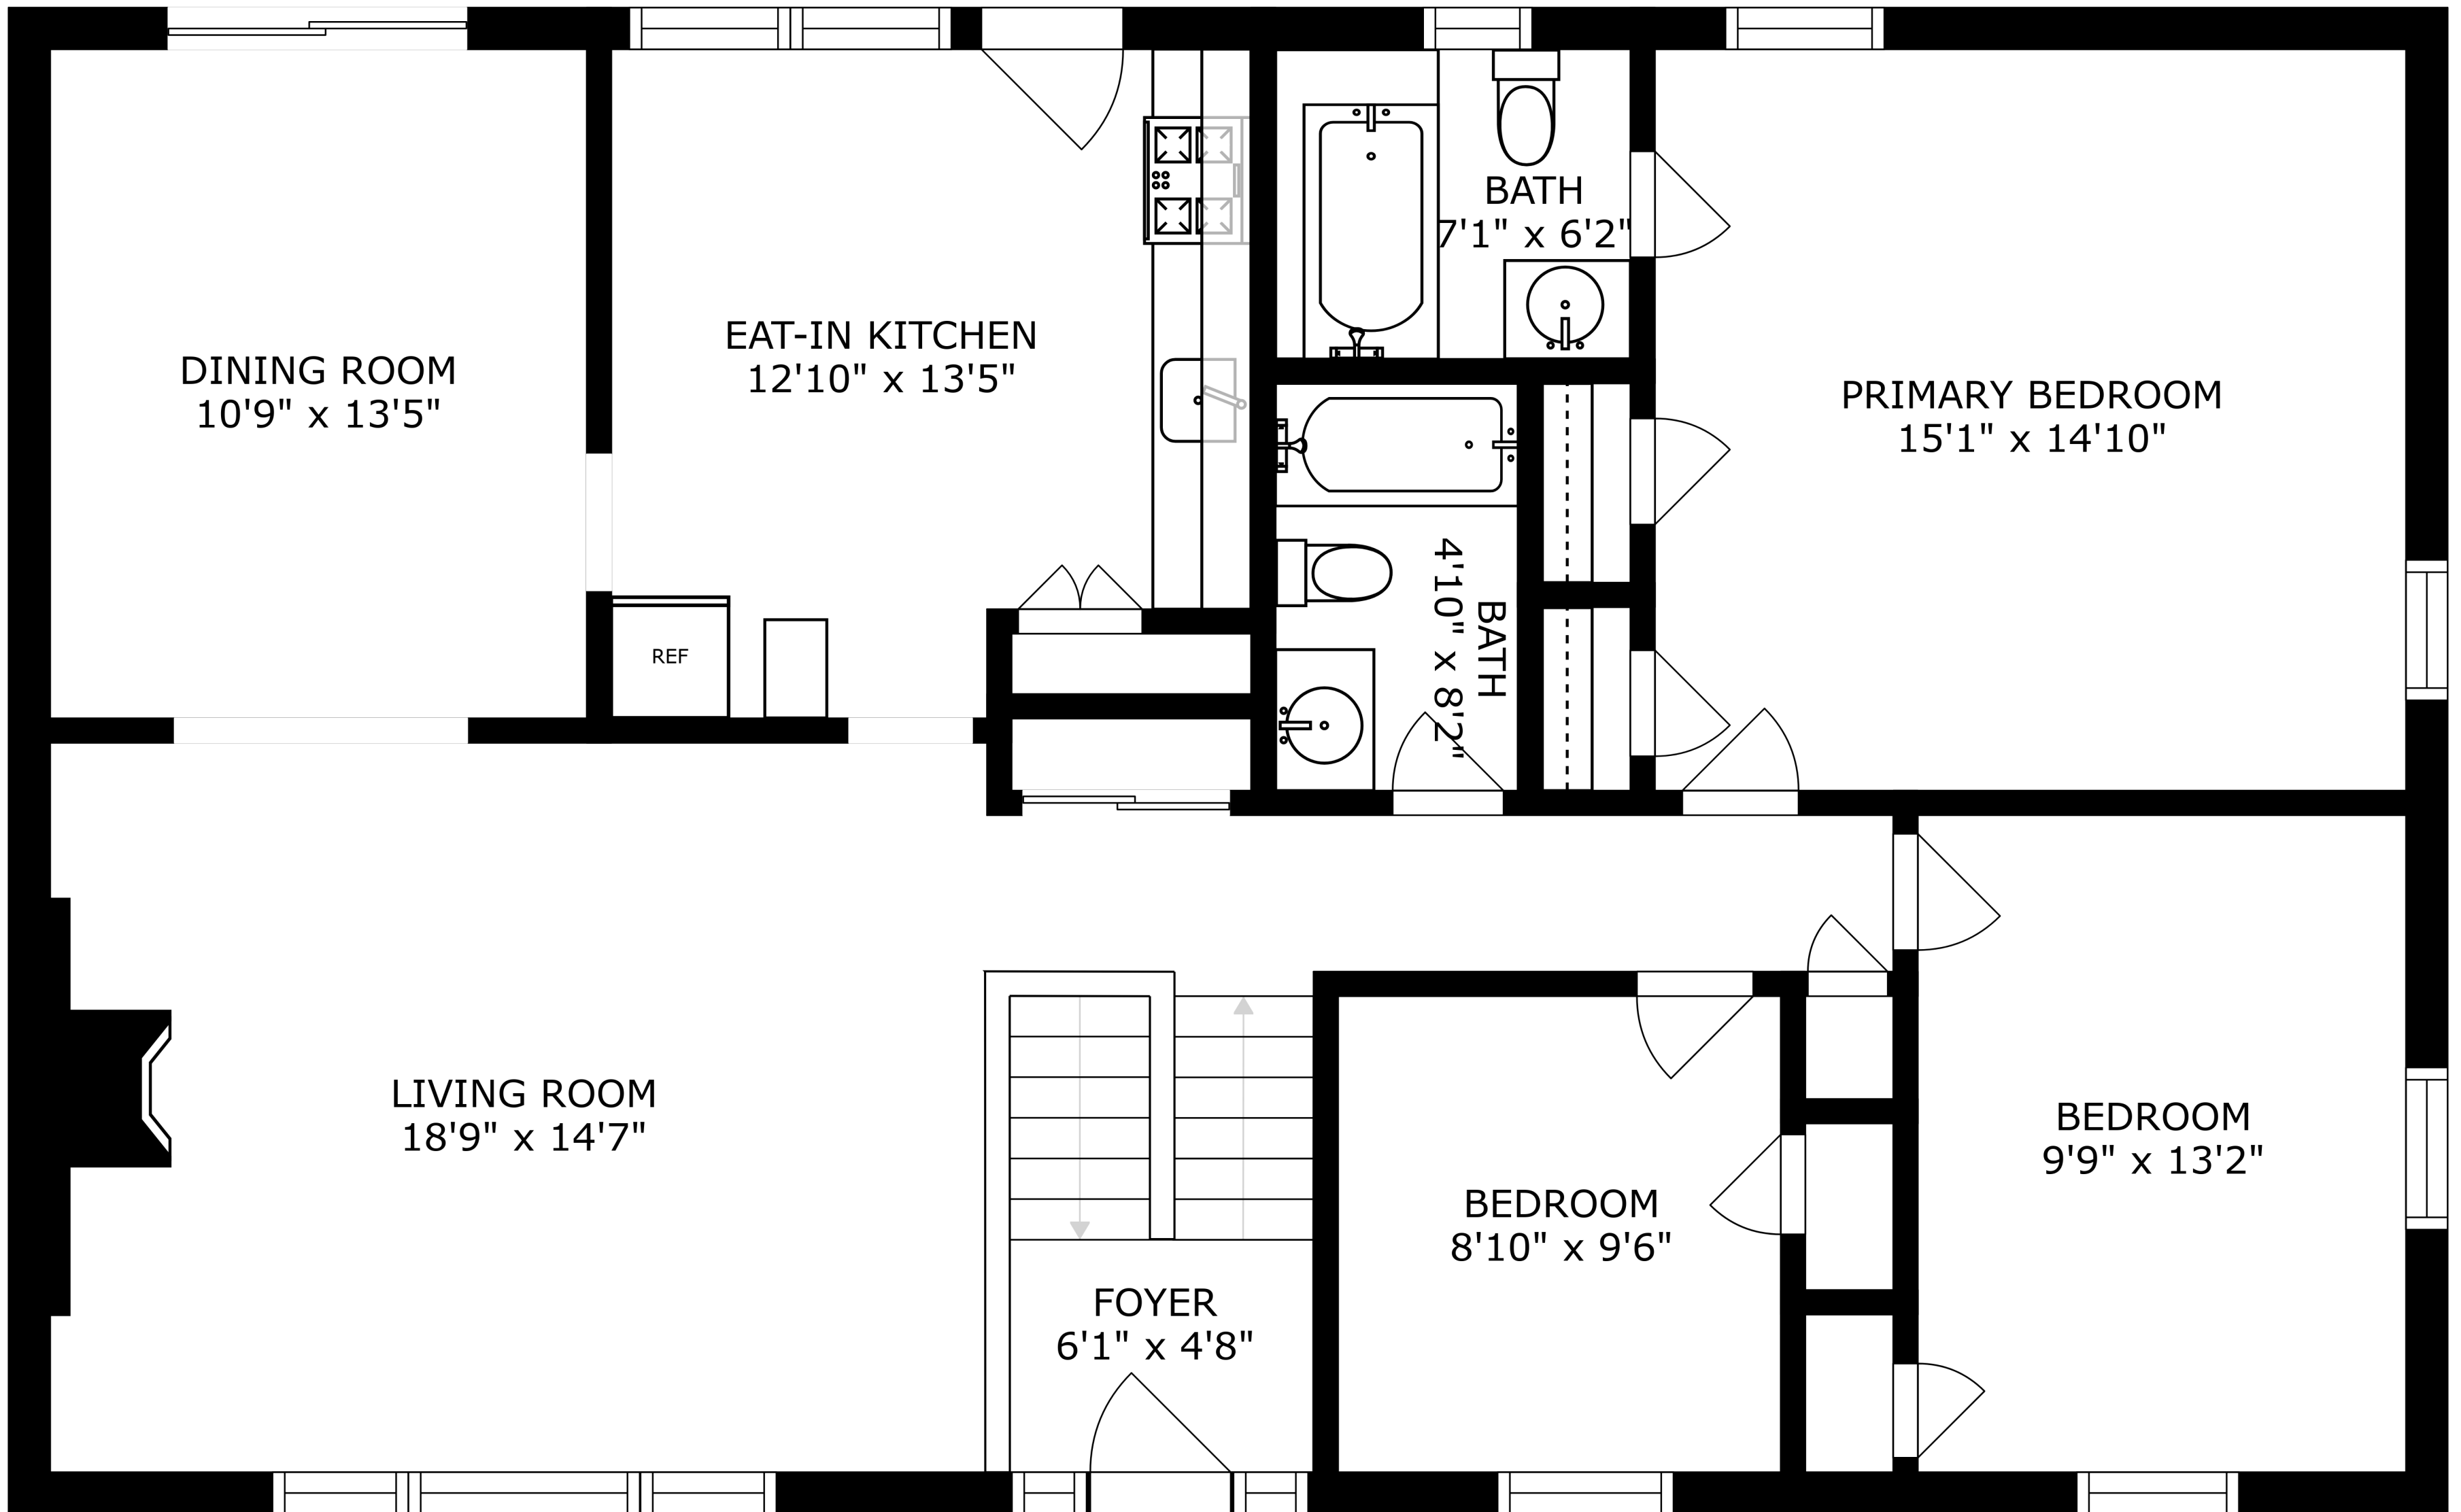 DINING ROOM
10'9" x 13'5"
EAT-IN KITCHEN
12'10" x 13'5"
REF
BATH
7'1" x 6'2"
BATH
4'10" x 8'2"
PRIMARY BEDROOM
15'1" x 14'10"
LIVING ROOM
18'9" x 14'7"
FOYER
6'1" x 4'8"
BEDROOM
8'10" x 9'6"
BEDROOM
9'9" x 13'2"